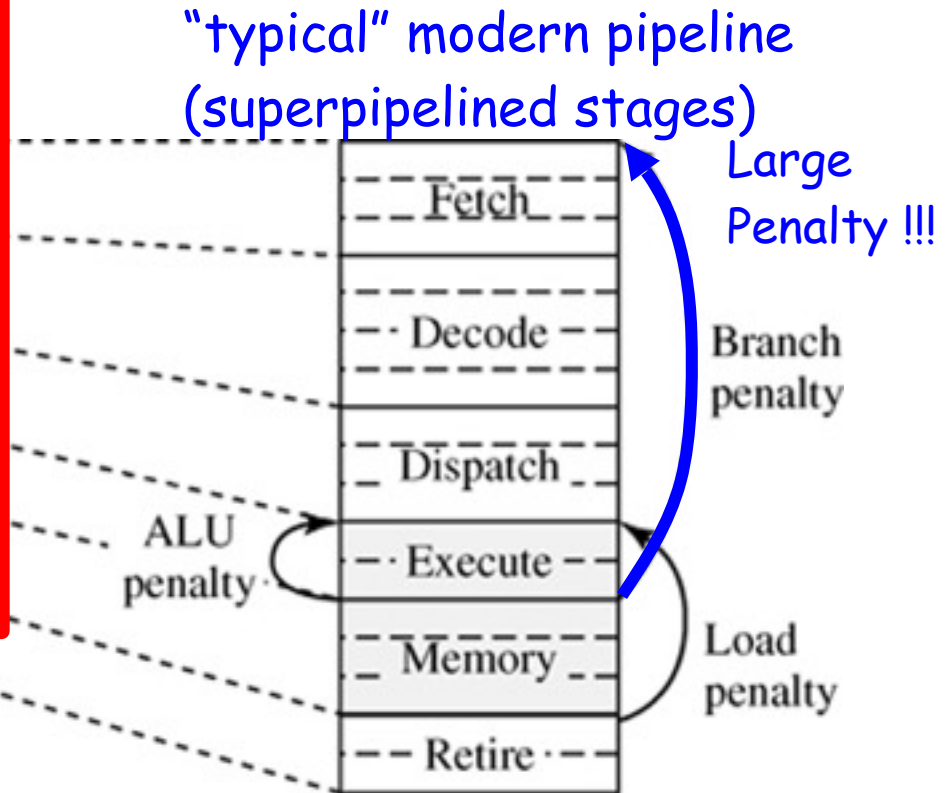 “typical” modern pipeline
(superpipelined stages)
Large
Penalty !!!
Fetch
Decode
Branch
penalty
Dispatch
ALU
penalty
Execute
Memory
Load
penalty
Retire